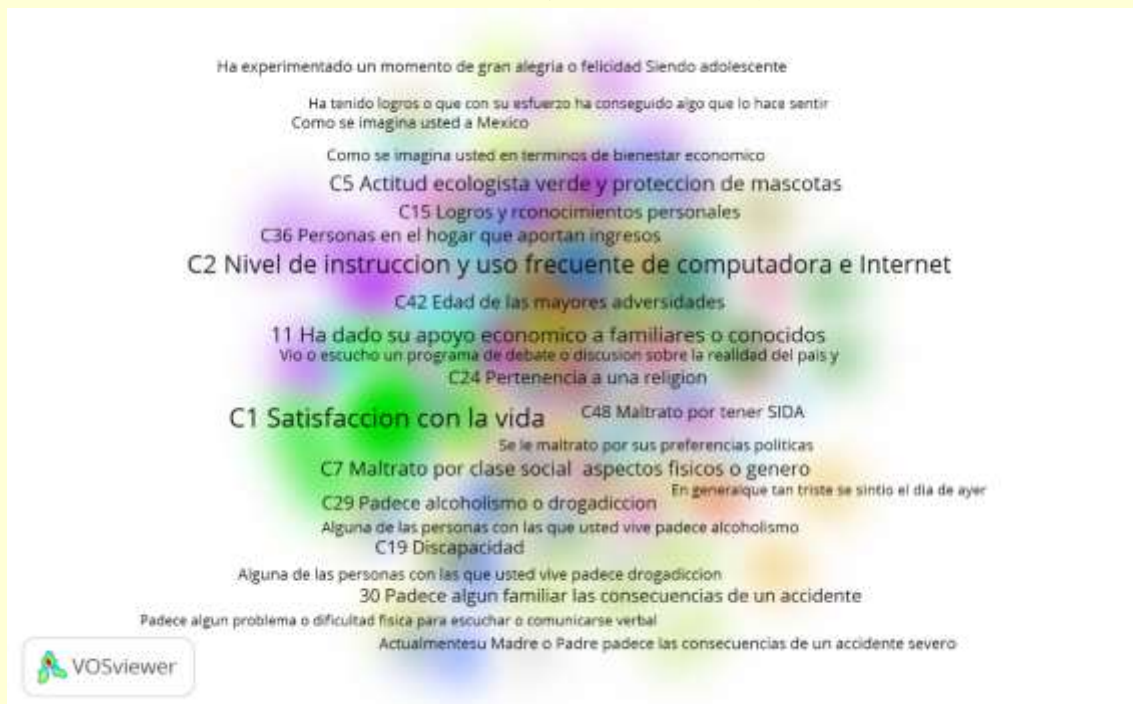 Ha experimentado un momento de gran alegria o felicidad Siendo adolescente
Ha tenido logros o que con su esfuerzo ha conseguido algo que lo hace sentir
Como se imagina usted a Mexico
Como se imagina usted en terminos de bienestar economico
C5 Actitud ecologista verde y proteccion de mascotas
C15 Logros y rconocimientos personales
C36 Personas en el hogar que aportan ingresos
C2 Nivel de instruccion y uso frecuente de computadora e Internet
C42 Edad de las mayores adversidades
11 Ha dado su apoyo economico a familiares o conocidos
Vio o escucho un programa de debate o discusion sobre la realidad del pais y
C24 Pertenencia a una religion
C1 Satisfaccion con la vida
C48 Maltrato por tener SIDA
Se le maltrato por sus preferencias politicas
C7 Maltrato por clase social aspectos fisicos o genero
En generalque tan triste se sintio el dia de ayer
C29 Padece alcoholismo o drogadiccion
Alguna de las personas con las que usted vive padece alcoholismo
C19 Discapacidad
Alguna de las personas con las que usted vive padece drogadiccion
30 Padece algun familiar las consecuencias de un accidente
Padece algun problema o dificultad fisica para escuchar o comunicarse verbal
Actualmentesu Madre o Padre padece las consecuencias de un accidente severo
VOSviewer